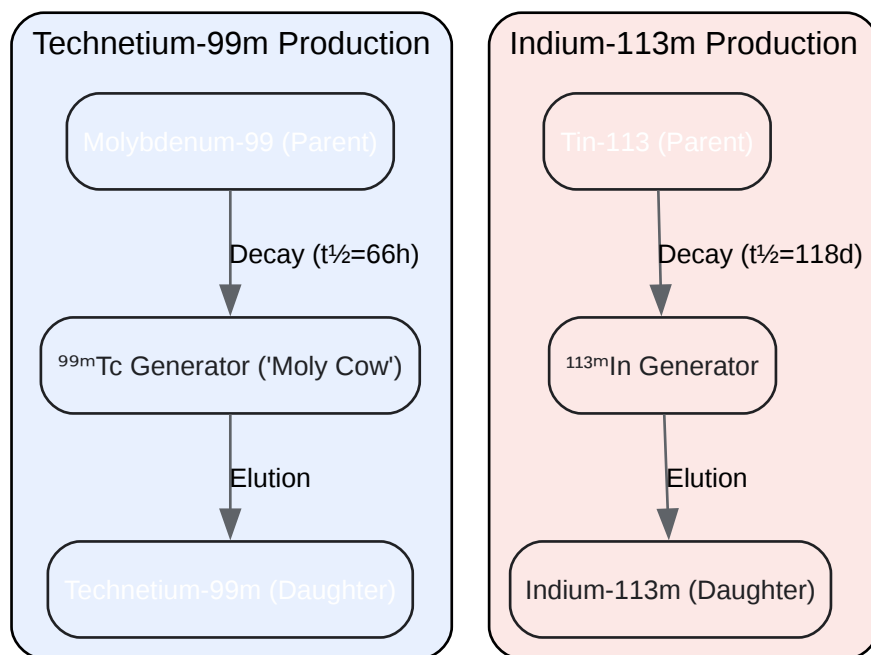 Technetium-99m Production
Molybdenum-99 (Parent)
Decay (t½=66h)
⁹⁹ᵐTc Generator ('Moly Cow')
Elution
Technetium-99m (Daughter)
Indium-113m Production
Tin-113 (Parent)
Decay (t½=118d)
¹¹³ᵐIn Generator
Elution
Indium-113m (Daughter)